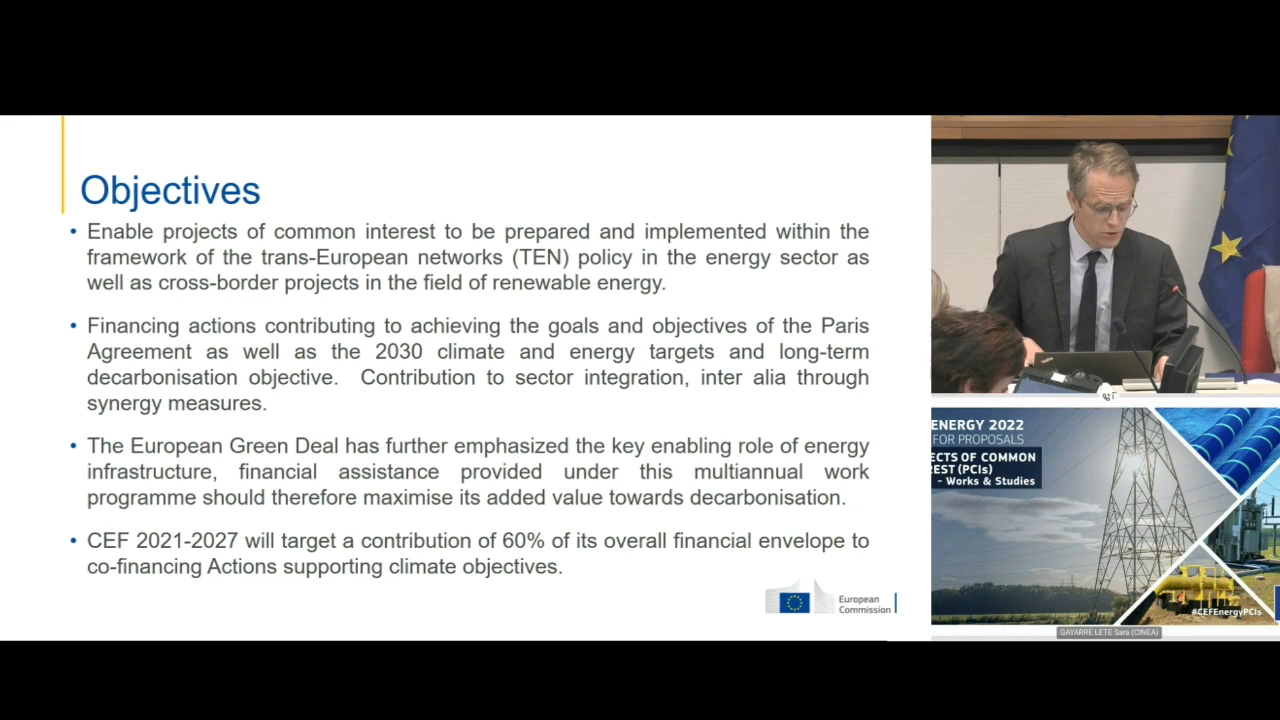 Objectives
• Enable projects of common interest to be prepared and implemented within the
framework of the trans-European networks (TEN) policy in the energy sector as
well as cross-border projects in the field of renewable energy.
• Financing actions contributing to achieving the goals and objectives of the Paris
Agreement as well as the 2030 climate and energy targets and long-term
decarbonisation objective.  Contribution to sector integration, inter alia through
synergy measures.
• The European Green Deal has further emphasized the key enabling role of energy
infrastructure, financial assistance provided under this multiannual work
programme should therefore maximise its added value towards decarbonisation.
• CEF 2021-2027 will target a contribution of 60% of its overall financial envelope to
co-financing Actions supporting climate objectives.
European
Commission
ENERGY 2022
FOR PROPOSALS
ECTS OF COMMON
REST (PCIs)
- Works & Studies
#CEFEnergyPCIs
GAYARRE LETE Sara (CINEA)